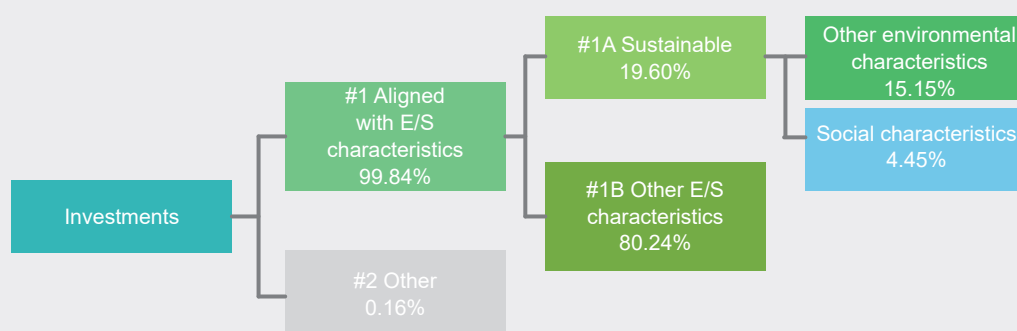 Investments
#1 Aligned
with E/S
characteristics
99.84%
#2 Other
0.16%
#1A Sustainable
19.60%
#1B Other E/S
characteristics
80.24%
Other environmental
characteristics
15.15%
Social characteristics
4.45%